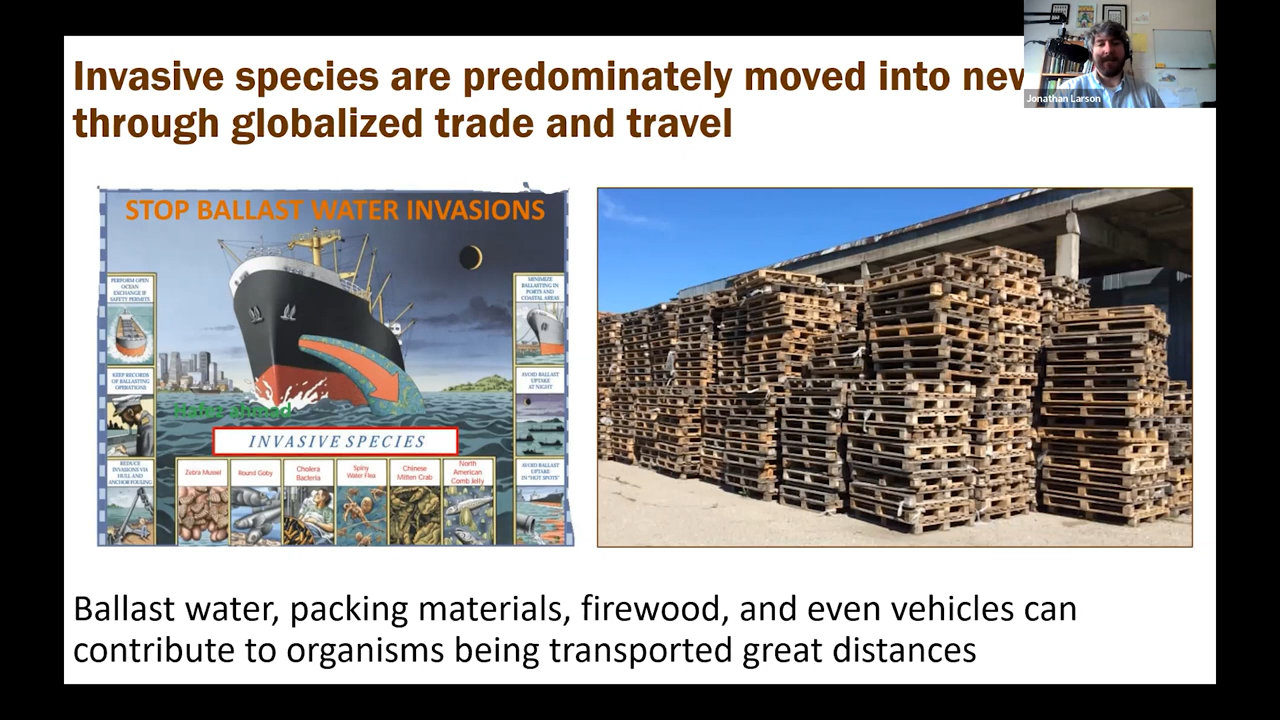 Invasive species are predominately moved into
through globalized trade and travel
Jonathan Larson
STOP BALLAST WATER INVASIONS
PERFORM OPEN
OCEAN
EXCHANGE IF
SAFETY PERMITS
KEEP RECORDS
OF BALLASTING
OPERATIONS
REDUCE
INVASIONS VIA
HULL AND
ANCHOR FOULING
MINIMIZE
BALLASTING IN
PORTS AND
COASTAL AREAS
AVOID BALLAST
UPTAKE
AT NIGHT
AVOID BALLAST
UPTAKE
IN "HOT SPOTS"
ahmed
INVASIVE SPECIES
Zebra Mussel
Round Goby
Cholera
Bacteria
Spiny
Water Flea
Chinese
Mitten Crab
North
American
Comb Jelly
Ballast water, packing materials, firewood, and even vehicles can
contribute to organisms being transported great distances